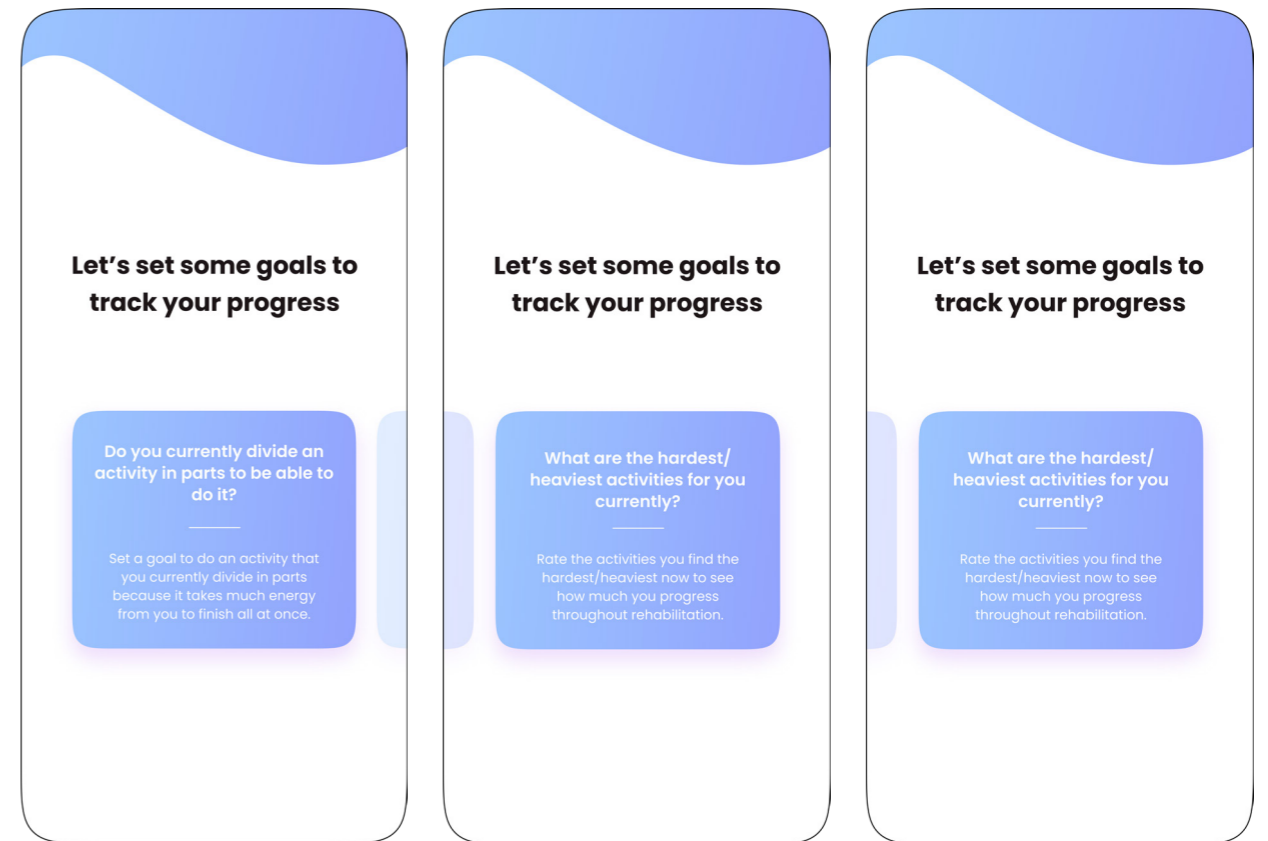 Let’s set some goals to
track your progress
Do you currently divide an
activity in parts to be able to
do it?
Set a goal to do an activity that
you currently divide in parts
because it takes much energy
from you to finish all at once.
Let’s set some goals to
track your progress
What are the hardest/
heaviest activities for you
currently?
Rate the activities you find the
hardest/heaviest now to see
how much you progress
throughout rehabilitation.
Let’s set some goals to
track your progress
What are the hardest/
heaviest activities for you
currently?
Rate the activities you find the
hardest/heaviest now to see
how much you progress
throughout rehabilitation.